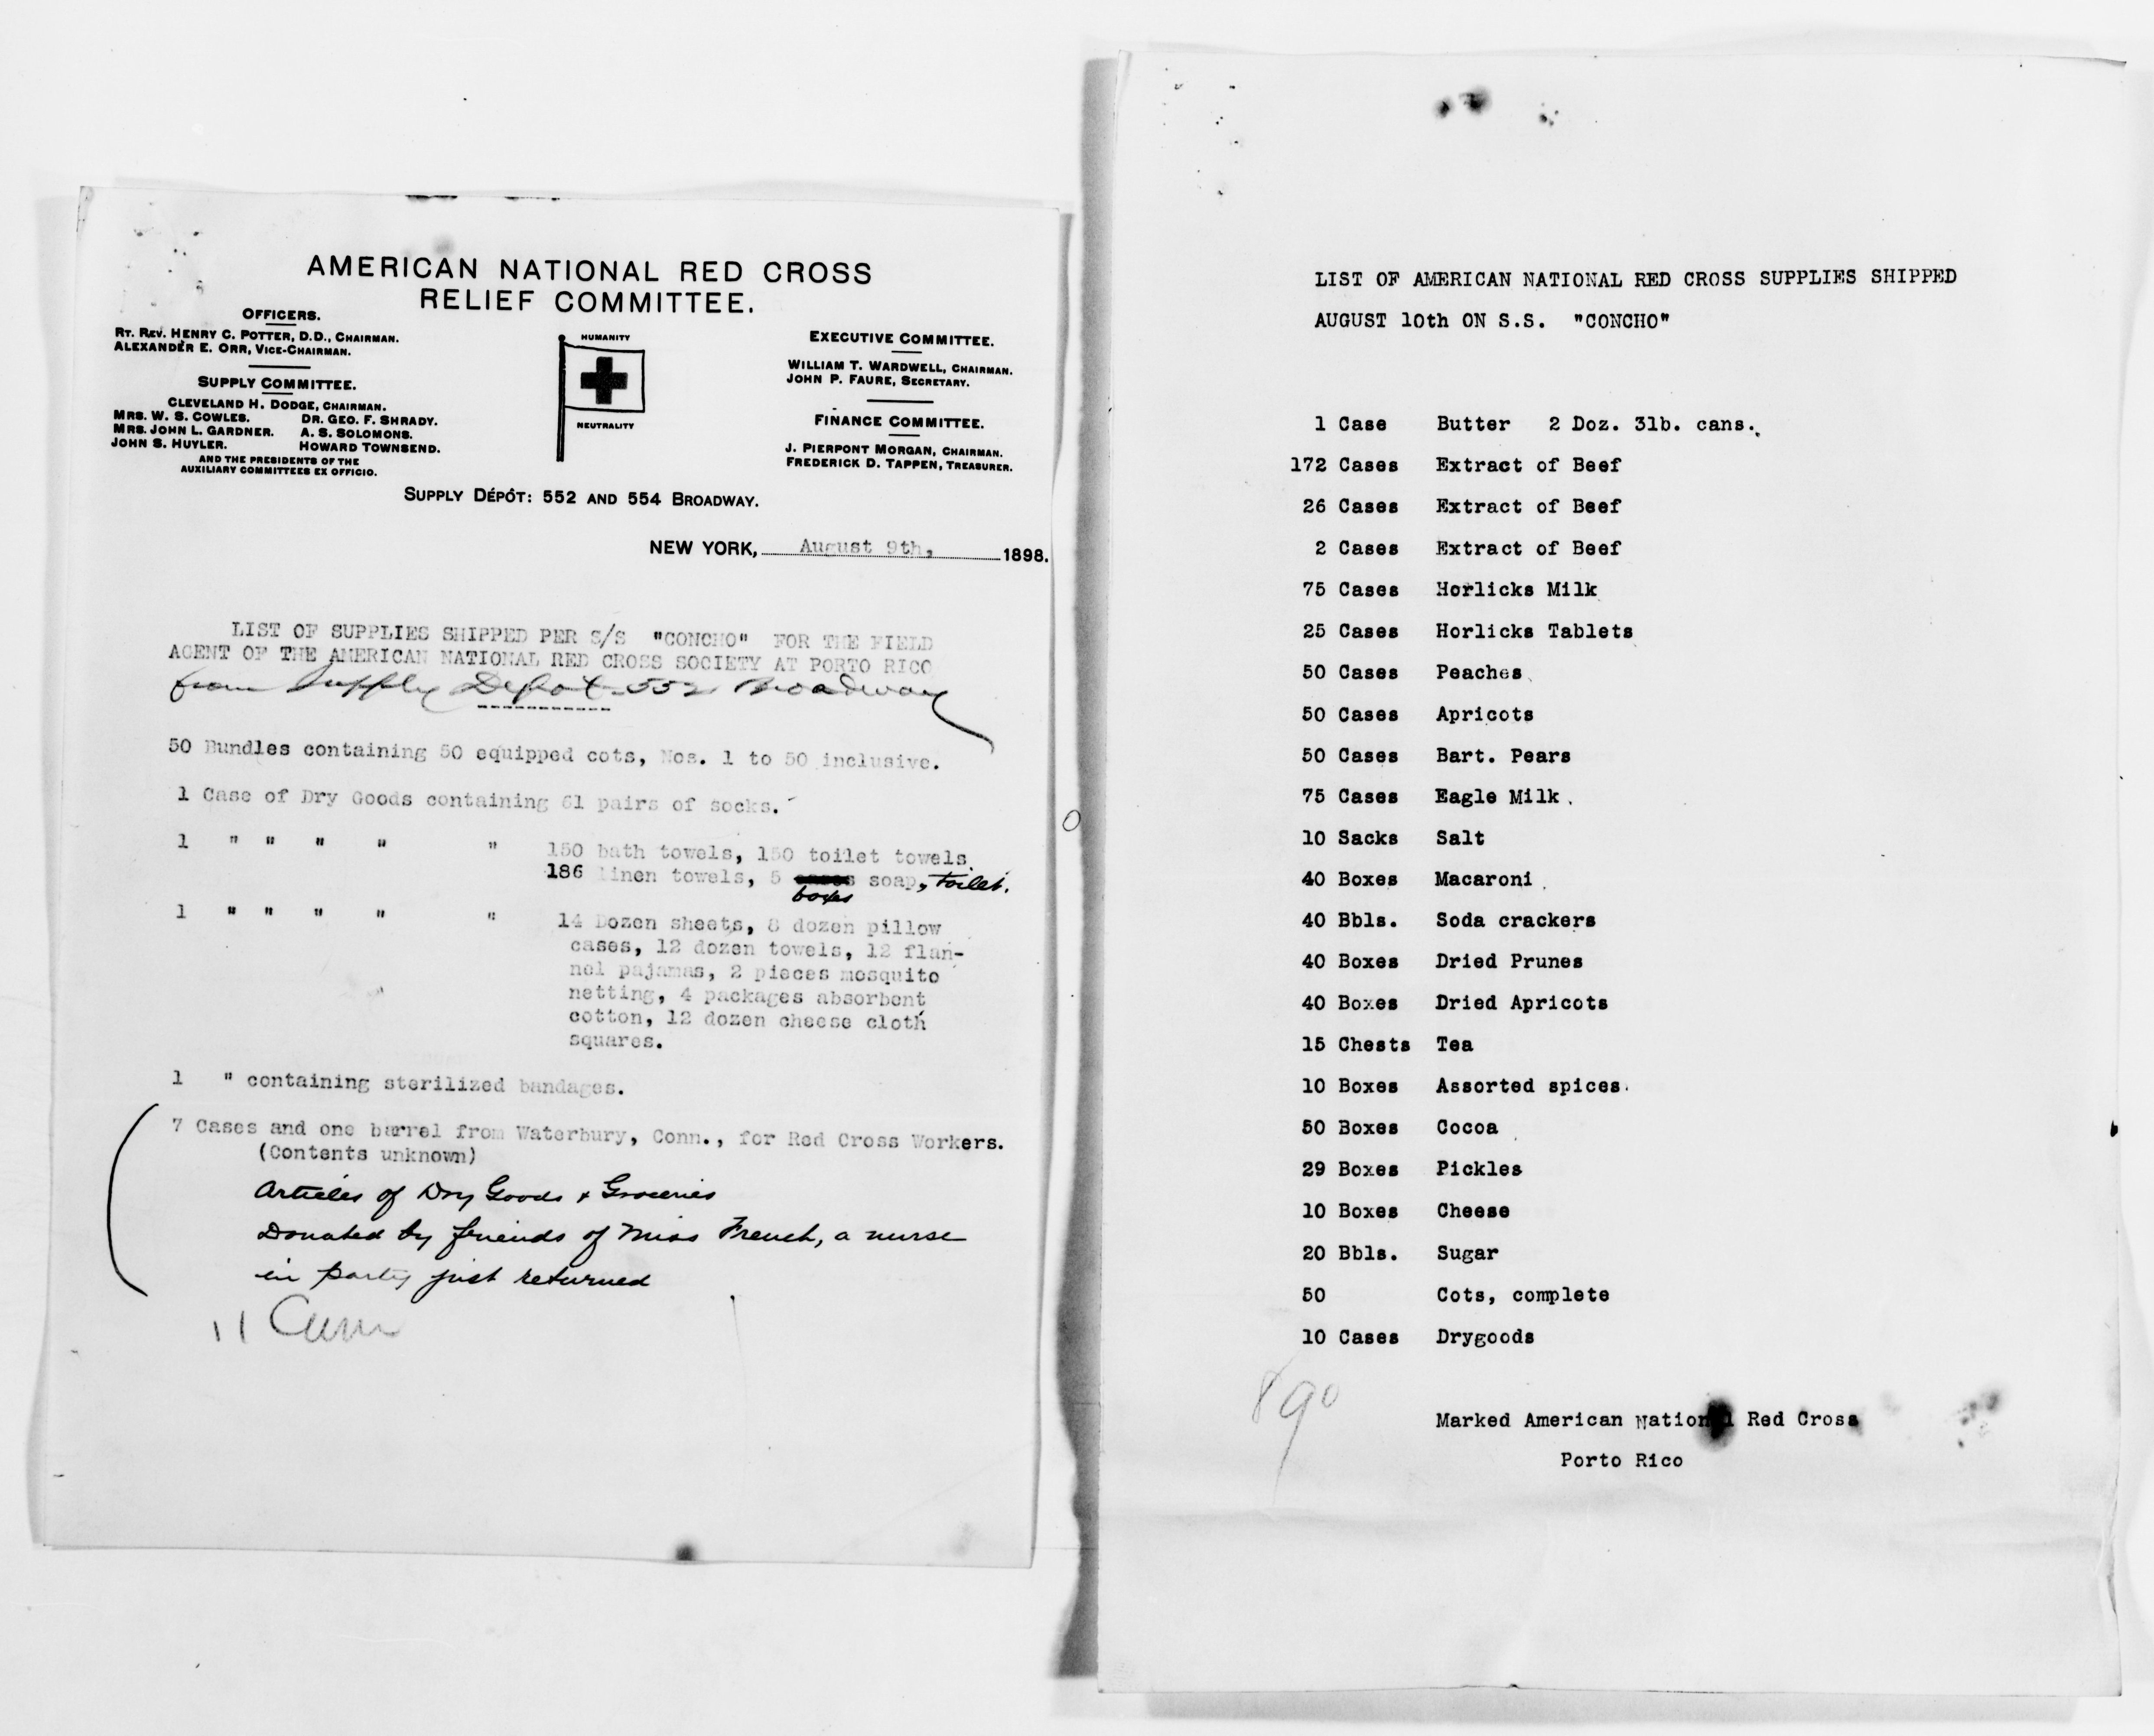 AMERICAN NATIONAL RED CROSS
RELIEF COMMITTEE.
OFFICERS.
RT. REV. HENRY C. POTTER, D.D., CHAIRMAN.
ALEXANDER E. ORR, VICE-CHAIRMAN.
SUPPLY COMMITTEE.
CLEVELAND H. DODGE, CHAIRMAN.
MRS. W. S. COWLES. DR. GEO. F. SHRADY.
MRS. JOHN L. GARDNER. A. S. SOLOMONS.
JOHN S. HUYLER. HOWARD TOWNSEND.
AND THE PRESIDENTS OF THE
AUXILIARY COMMITTEES EX OFFICIO.
HUMANITY
NEUTRALITY
EXECUTIVE COMMITTEE.
WILLIAM T. WARDWELL, CHAIRMAN.
JOHN P. FAURE, SECRETARY.
FINANCE COMMITTEE.
J. PIERPONT MORGAN, CHAIRMAN.
FREDERICK D. TAPPEN, TREASURER.
SUPPLY DÉPÔT: 552 AND 554 BROADWAY.
NEW YORK, August 9th, 1898.
LIST OF SUPPLIES SHIPPED PER S/S "CONCHO" FOR THE FIELD
AGENT OF THE AMERICAN NATIONAL RED CROSS SOCIETY AT PORTO RICO
from Supply Depot - 552 Broadway
50 Bundles containing 50 equipped cots, Nos. 1 to 50 inclusive.
1 Case of Dry Goods containing 61 pairs of socks.
1 " " " " " 150 bath towels, 150 toilet towels
186 linen towels, 5 soap, toilet.
boxes
1 " " " " " 14 Dozen sheets, 8 dozen pillow
cases, 12 dozen towels, 12 flan-
nel pajamas, 2 pieces mosquito
netting, 4 packages absorbent
cotton, 12 dozen cheese cloth
squares.
1 " containing sterilized bandages.
7 Cases and one barrel from Waterbury, Conn., for Red Cross Workers.
(Contents unknown)
Articles of Dry Goods & Groceries
Donated by friends of Miss French, a nurse
in party just returned
11
LIST OF AMERICAN NATIONAL RED CROSS SUPPLIES SHIPPED
AUGUST 10th ON S.S. "CONCHO"
1 Case Butter 2 Doz. 3lb. cans.
172 Cases Extract of Beef
26 Cases Extract of Beef
2 Cases Extract of Beef
75 Cases Horlicks Milk
25 Cases Horlicks Tablets
50 Cases Peaches
50 Cases Apricots
50 Cases Bart. Pears
75 Cases Eagle Milk
10 Sacks Salt
40 Boxes Macaroni
40 Bbls. Soda crackers
40 Boxes Dried Prunes
40 Boxes Dried Apricots
15 Chests Tea
10 Boxes Assorted spices
50 Boxes Cocoa
29 Boxes Pickles
10 Boxes Cheese
20 Bbls. Sugar
50 Cots, complete
10 Cases Drygoods
890
Marked American National Red Cross
Porto Rico